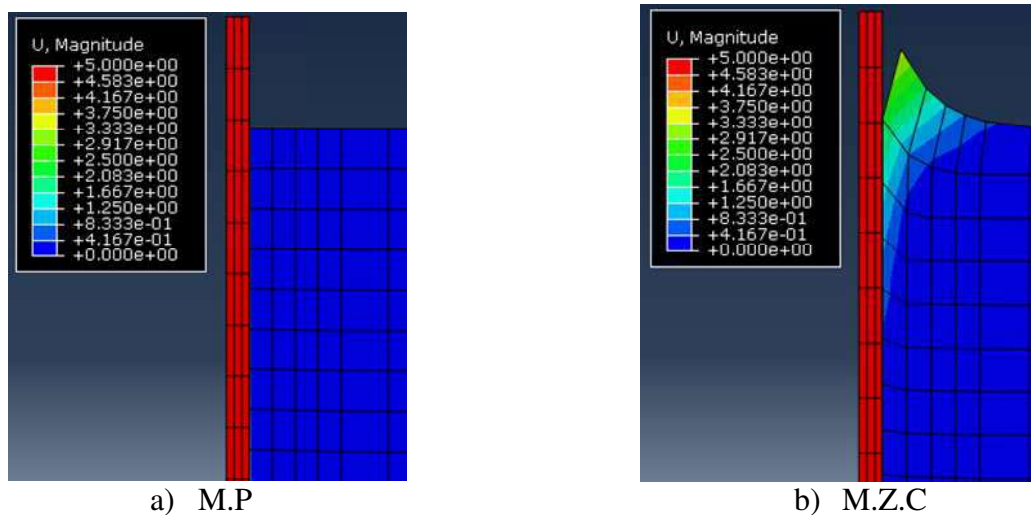 U, Magnitude
+5.000e+00
+4.583e+00
+4.167e+00
+3.750e+00
+3.333e+00
+2.917e+00
+2.500e+00
+2.083e+00
+1.667e+00
+1.250e+00
+8.333e-01
+4.167e-01
+0.000e+00
a) M.P
U, Magnitude
+5.000e+00
+4.583e+00
+4.167e+00
+3.750e+00
+3.333e+00
+2.917e+00
+2.500e+00
+2.083e+00
+1.667e+00
+1.250e+00
+8.333e-01
+4.167e-01
+0.000e+00
b) M.Z.C